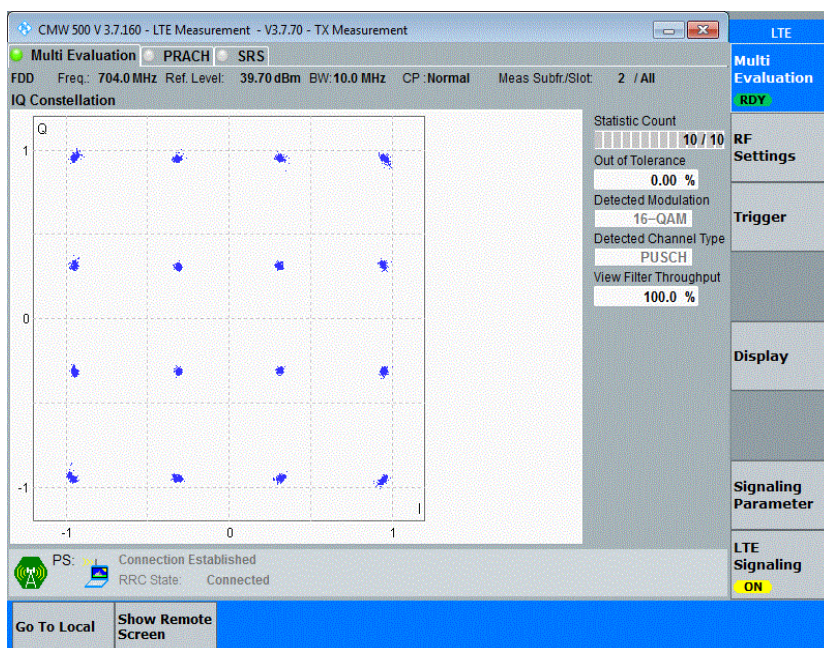 CMW 500 V 3.7.160 - LTE Measurement - V3.7.70 - TX Measurement
LTE
Multi Evaluation PRACH SRS
FDD Freq.: 704.0 MHz Ref. Level: 39.70 dBm BW: 10.0 MHz CP : Normal Meas Subfr./Slot: 2 / All
IQ Constellation
Q
1
0
-1
I
-1 0 1
Statistic Count
10 / 10
Out of Tolerance
0.00 %
Detected Modulation
16-QAM
Detected Channel Type
PUSCH
View Filter Throughput
100.0 %
Multi
Evaluation
RDY
RF
Settings
Trigger
Display
Signaling
Parameter
LTE
Signaling
ON
PS: Connection Established
RRC State: Connected
Go To Local
Show Remote
Screen